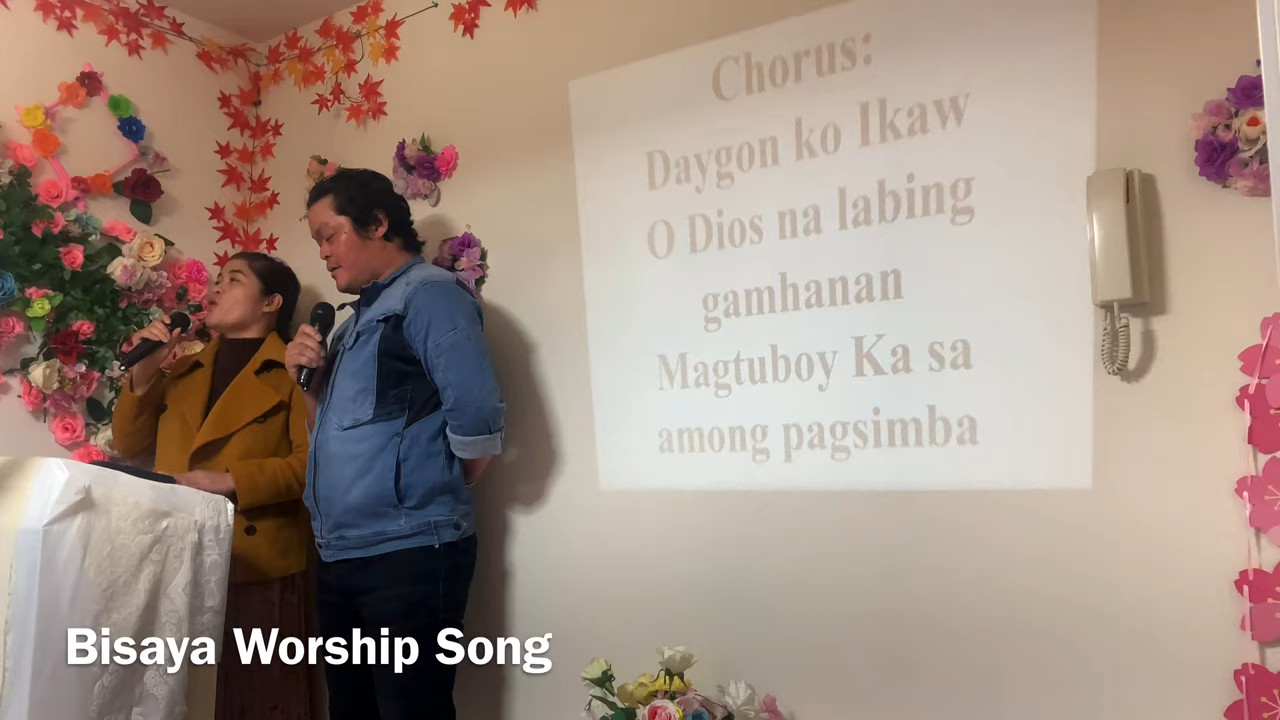 Chorus:
Daygon ko Ikaw
O Dios na labing
gamhanan
Magtuboy Ka sa
among pagsimba
Bisaya Worship Song